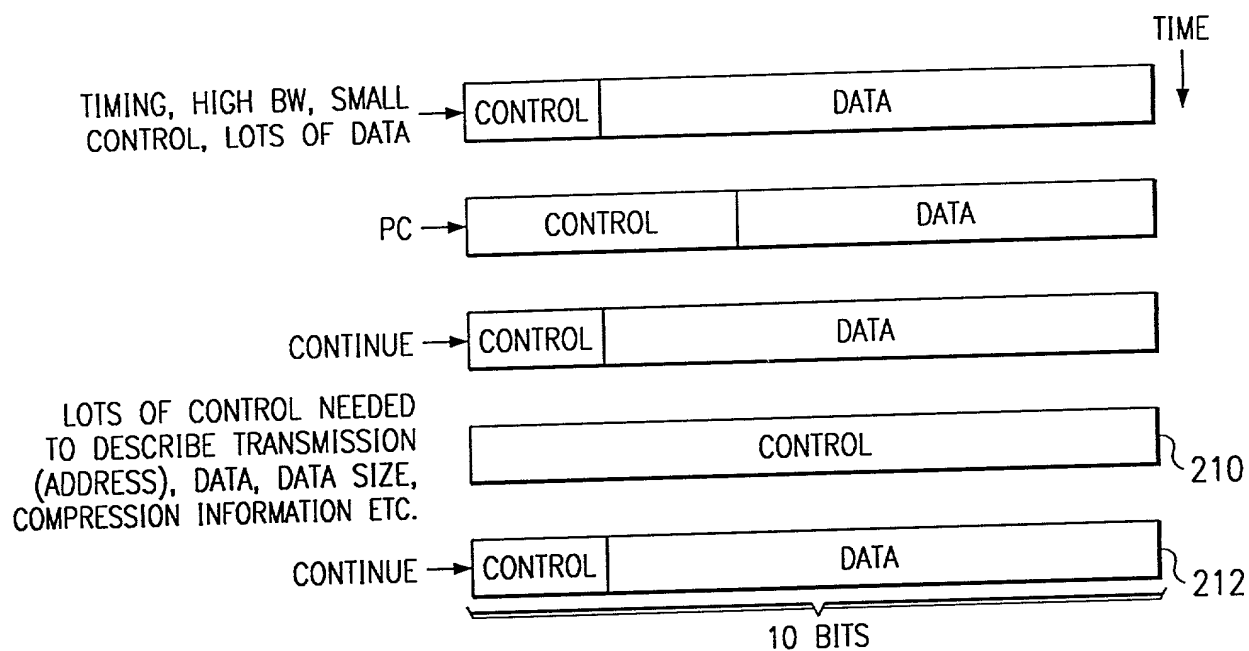 TIME
TIMING, HIGH BW, SMALL
CONTROL, LOTS OF DATA
CONTROL
DATA
PC
CONTROL
DATA
CONTINUE
CONTROL
DATA
LOTS OF CONTROL NEEDED
TO DESCRIBE TRANSMISSION
(ADDRESS), DATA, DATA SIZE,
COMPRESSION INFORMATION ETC.
CONTROL
210
CONTINUE
CONTROL
DATA
212
10 BITS